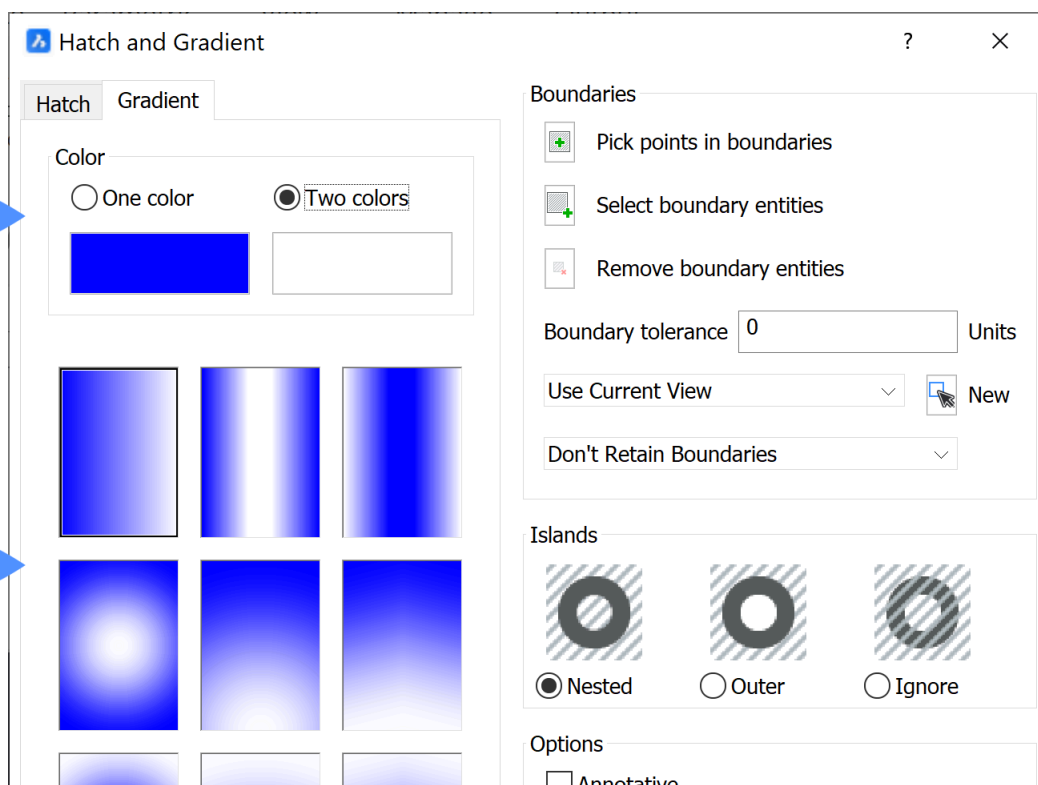 Hatch and Gradient
?
Hatch
Gradient
Color
One color
Two colors
Boundaries
Pick points in boundaries
Select boundary entities
Remove boundary entities
Boundary tolerance 0 Units
Use Current View
New
Don't Retain Boundaries
Islands
Nested
Outer
Ignore
Options
Annotative